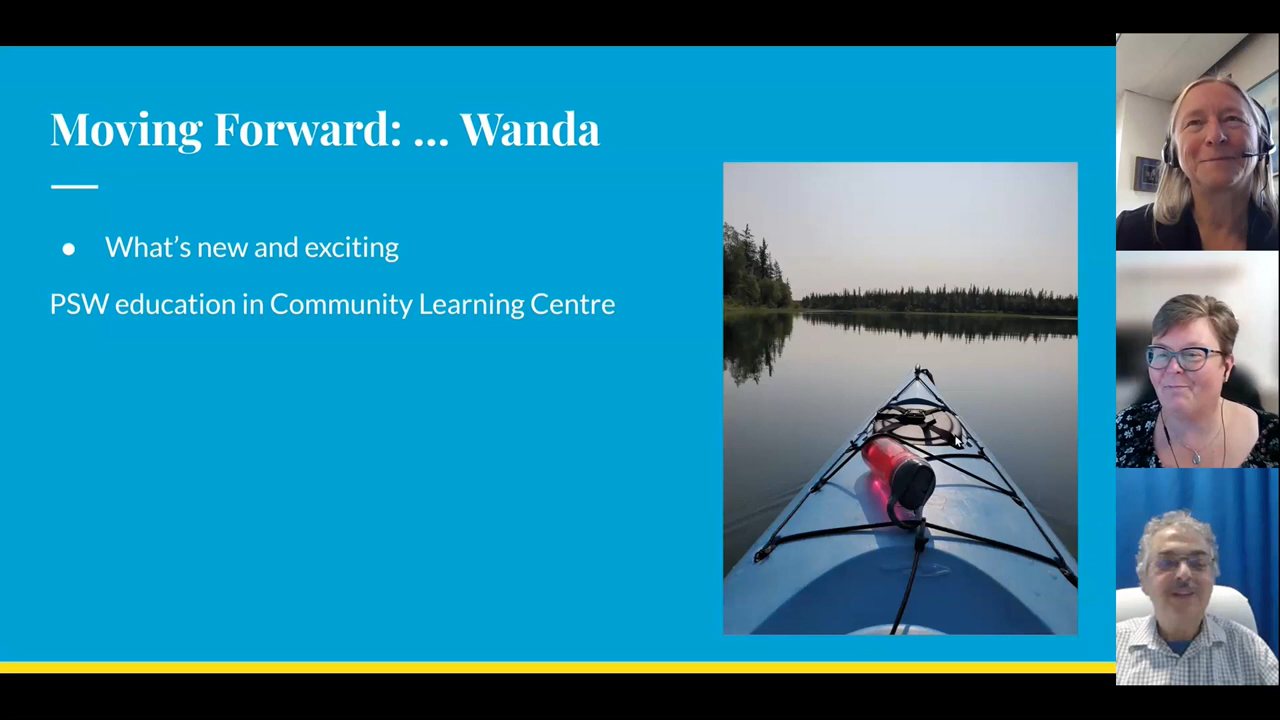 Moving Forward: ... Wanda
● What's new and exciting
PSW education in Community Learning Centre